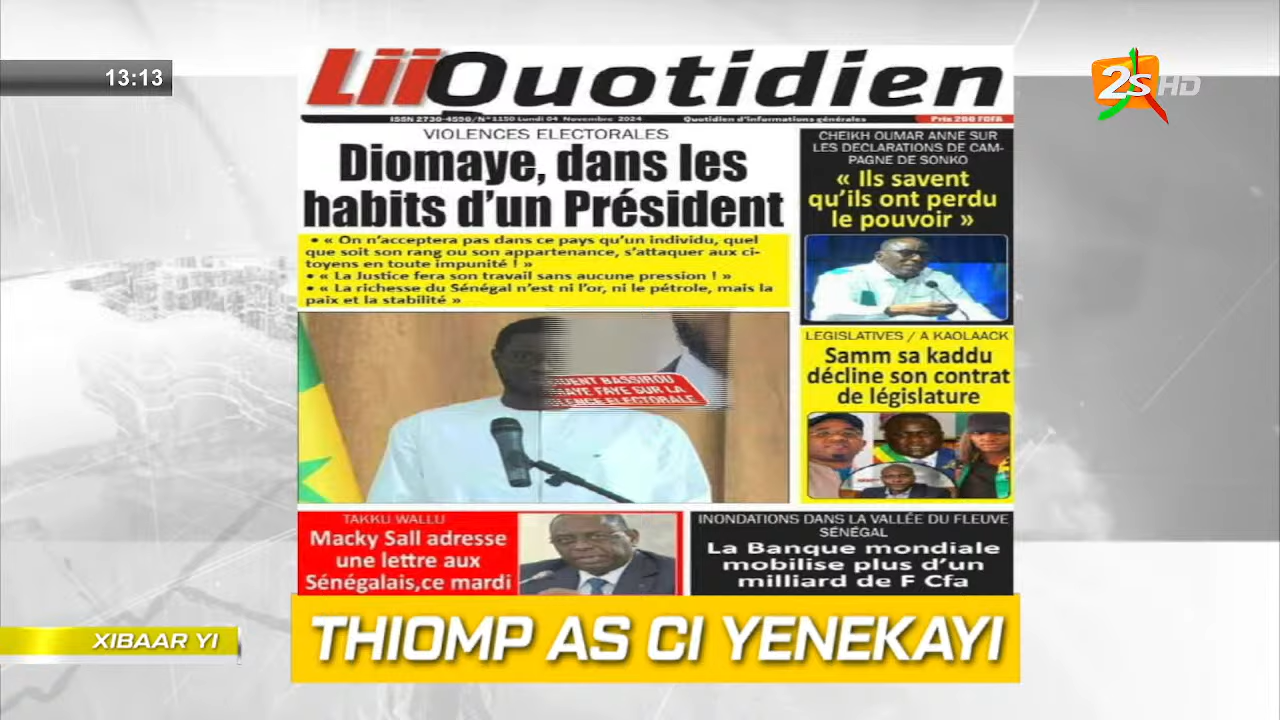 13:13
2S HD
LiiQuotidien
ISSN 2730-4590/N°1150 Lundi 04 Novembre 2024
Quotidien d'informations générales
Prix 200 FCFA
VIOLENCES ELECTORALES
Diomaye, dans les
habits d'un Président
• « On n'acceptera pas dans ce pays qu'un individu, quel
que soit son rang ou son appartenance, s'attaquer aux ci-
toyens en toute impunité ! »
• « La Justice fera son travail sans aucune pression ! »
• « La richesse du Sénégal n'est ni l'or, ni le pétrole, mais la
paix et la stabilité »
BASSIROU
FAYE SUR LA
ELECTORALE
CHEIKH OUMAR ANNE SUR
LES DECLARATIONS DE CAM-
PAGNE DE SONKO
« Ils savent
qu'ils ont perdu
le pouvoir »
LEGISLATIVES / A KAOLAACK
Samm sa kaddu
décline son contrat
de législature
TAKKU WALLU
Macky Sall adresse
une lettre aux
Sénégalais,ce mardi
INONDATIONS DANS LA VALLÉE DU FLEUVE
SÉNÉGAL
La Banque mondiale
mobilise plus d'un
milliard de F Cfa
XIBAAR YI
THIOMP AS CI YENEKAYI